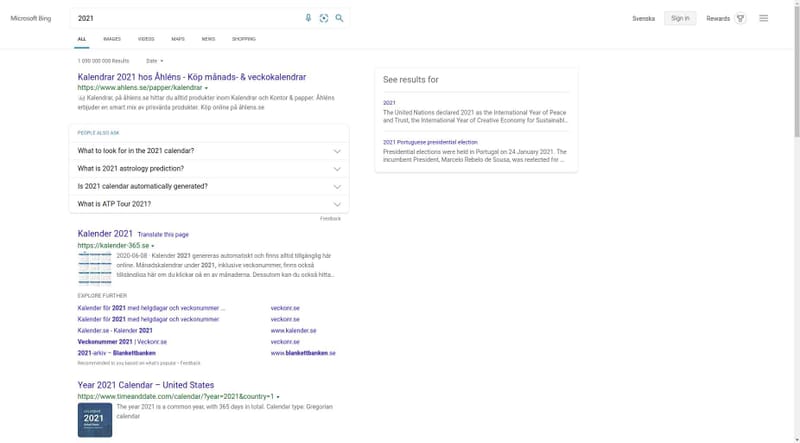 Microsoft Bing
2021
Svenska
Sign in
Rewards
ALL
IMAGES
VIDEOS
MAPS
NEWS
SHOPPING
1 090 000 000 Results
Date
Kalendrar 2021 hos Åhléns - Köp månads- & veckokalendrar
https://www.ahlens.se/papper/kalendrar
Kalendrar, på åhlens.se hittar du alltid produkter inom Kalendrar och Kontor & papper. Åhléns
erbjuder en smart mix av prisvärda produkter. Köp online på åhlens.se
PEOPLE ALSO ASK
What to look for in the 2021 calendar?
What is 2021 astrology prediction?
Is 2021 calendar automatically generated?
What is ATP Tour 2021?
Feedback
Kalender 2021 Translate this page
https://kalender-365.se
2020-06-08 · Kalender 2021 genereras automatiskt och finns alltid tillgänglig här
online. Månadskalendrar under 2021, inklusive veckonummer, finns också
tillgängliga här om du klickar på en av månaderna. Dessutom kan du också hitta...
EXPLORE FURTHER
Kalender för 2021 med helgdagar och veckonummer ... veckonr.se
Kalender för 2021 med helgdagar och veckonummer. veckonr.se
Kalender.se - Kalender 2021 www.kalender.se
Veckonummer 2021 | Veckonr.se veckonr.se
2021-arkiv – Blankettbanken www.blankettbanken.se
Recommended to you based on what's popular • Feedback
Year 2021 Calendar – United States
https://www.timeanddate.com/calendar/?year=2021&country=1
The year 2021 is a common year, with 365 days in total. Calendar type: Gregorian
calendar
2021
See results for
2021
The United Nations declared 2021 as the International Year of Peace
and Trust, the International Year of Creative Economy for Sustainabl...
2021 Portuguese presidential election
Presidential elections were held in Portugal on 24 January 2021. The
incumbent President, Marcelo Rebelo de Sousa, was reelected for ...